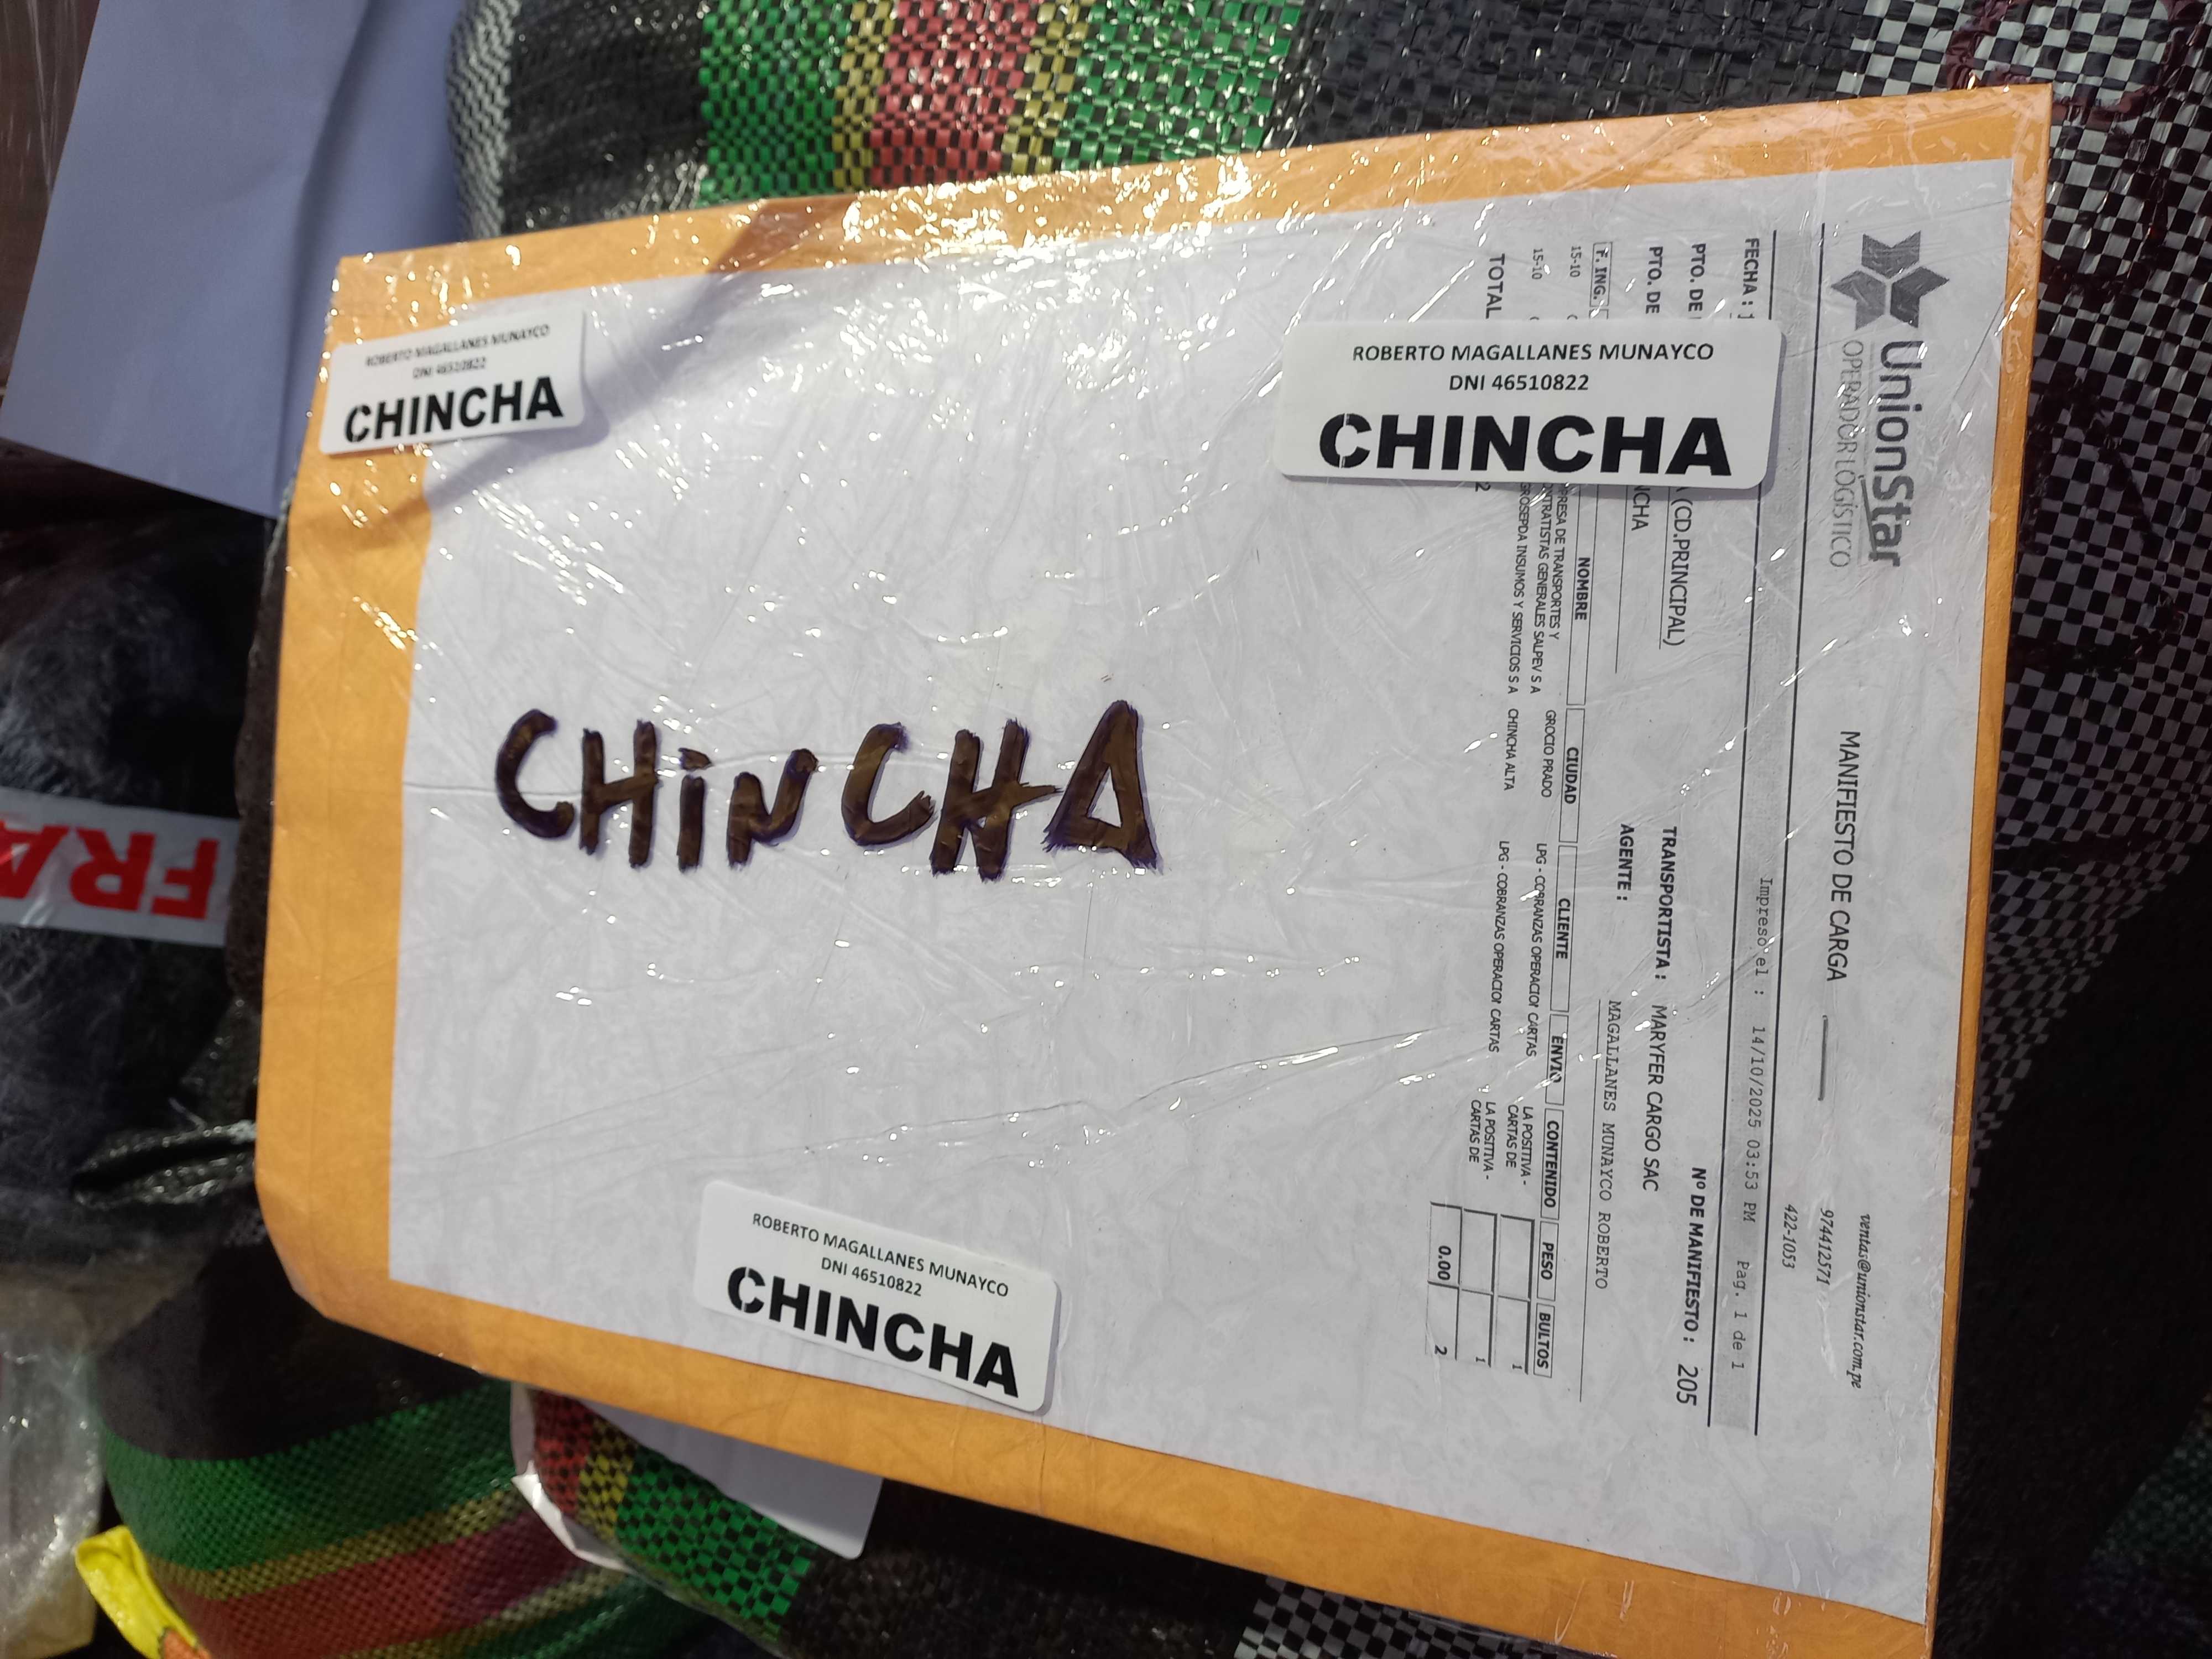 ROBERTO MAGALLANES MUNAYCO
DNI 46510822
CHINCHA
ROBERTO MAGALLANES MUNAYCO
DNI 46510822
CHINCHA
UnionStar
OPERADOR LOGÍSTICO
MANIFIESTO DE CARGA
ventas@unionstar.com.pe
974412571
422-1053
Impreso el : 14/10/2025 03:53 PM Pag. 1 de 1
FECHA :
Nº DE MANIFIESTO : 205
PTO. DE (CD.PRINCIPAL) TRANSPORTISTA : MARYFER CARGO SAC
PTO. DE NCHA AGENTE : MAGALLANES MUNAYCO ROBERTO
F. ING. NOMBRE CIUDAD CLIENTE ENVIO CONTENIDO PESO BULTOS
15-10 PRESA DE TRANSPORTES Y GROCIO PRADO LPG - COBRANZAS OPERACIO( CARTAS LA POSITIVA - 1
ONTRATISTAS GENERALES SALPEV S A CARTAS DE
15-10 GROSEPDA INSUMOS Y SERVICIOS S A CHINCHA ALTA LPG - COBRANZAS OPERACIO( CARTAS LA POSITIVA - 1
CARTAS DE
TOTAL 2 0.00 2
CHiNCHA
ROBERTO MAGALLANES MUNAYCO
DNI 46510822
CHINCHA
FRA